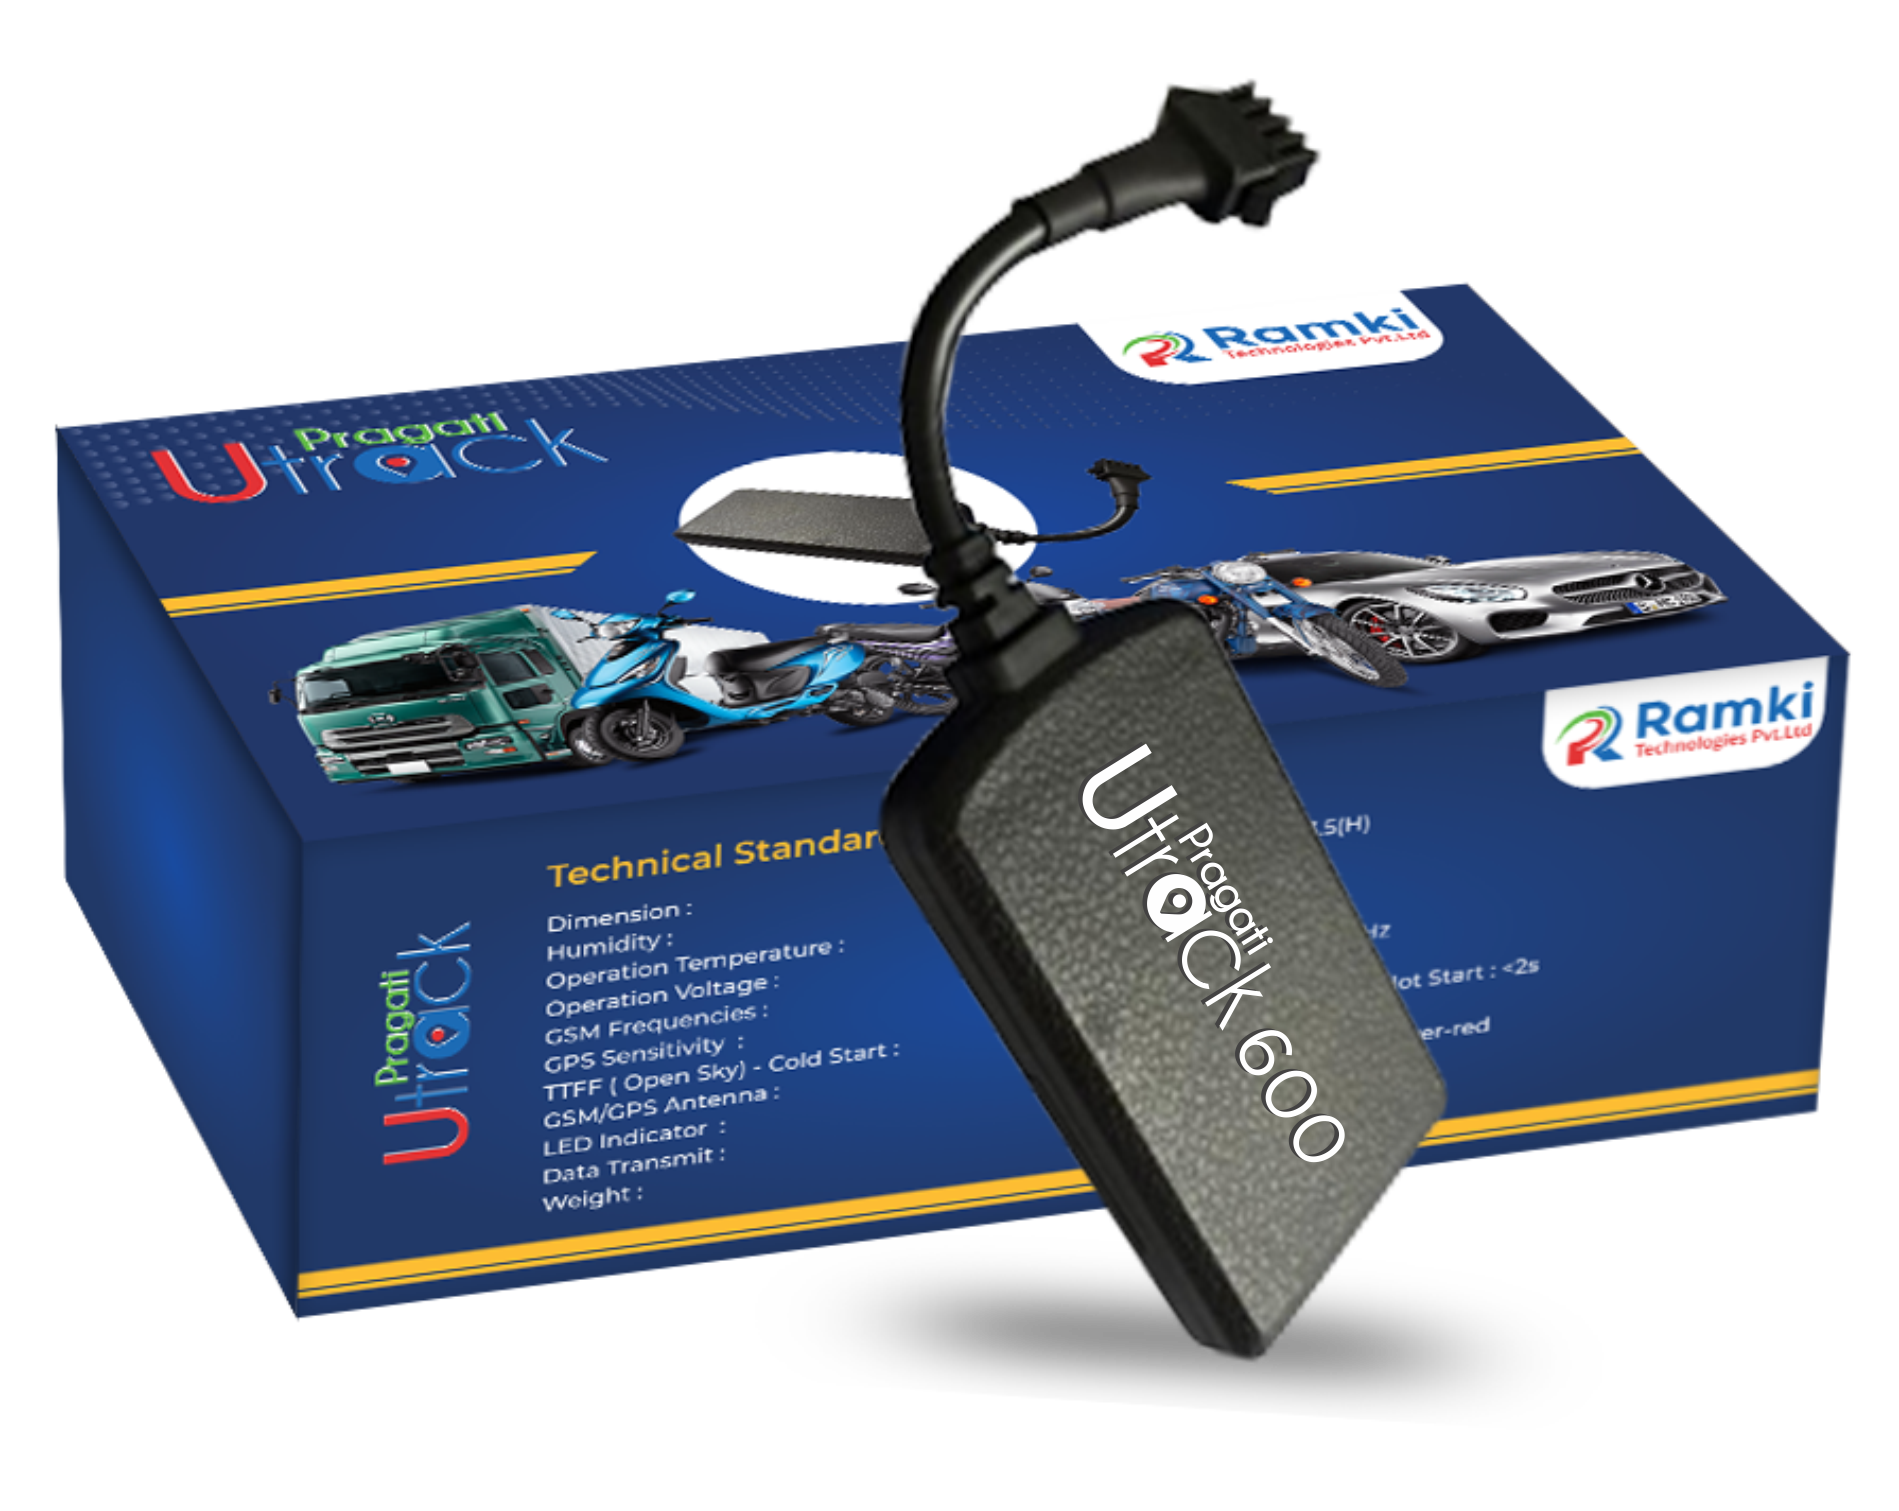 Ramki
Technologies Pvt.Ltd
Pragati
Utrack
Ramki
Technologies Pvt.Ltd
Technical Standar
Dimension :
Humidity :
Operation Temperature :
Operation Voltage :
GSM Frequencies :
GPS Sensitivity :
TTFF ( Open Sky) - Cold Start :
GSM/GPS Antenna :
LED Indicator :
Data Transmit :
Weight :
.5(H)
Hz
Hot Start : <2s
er-red
Pragati
Utrack
Pragati
Utrack 600